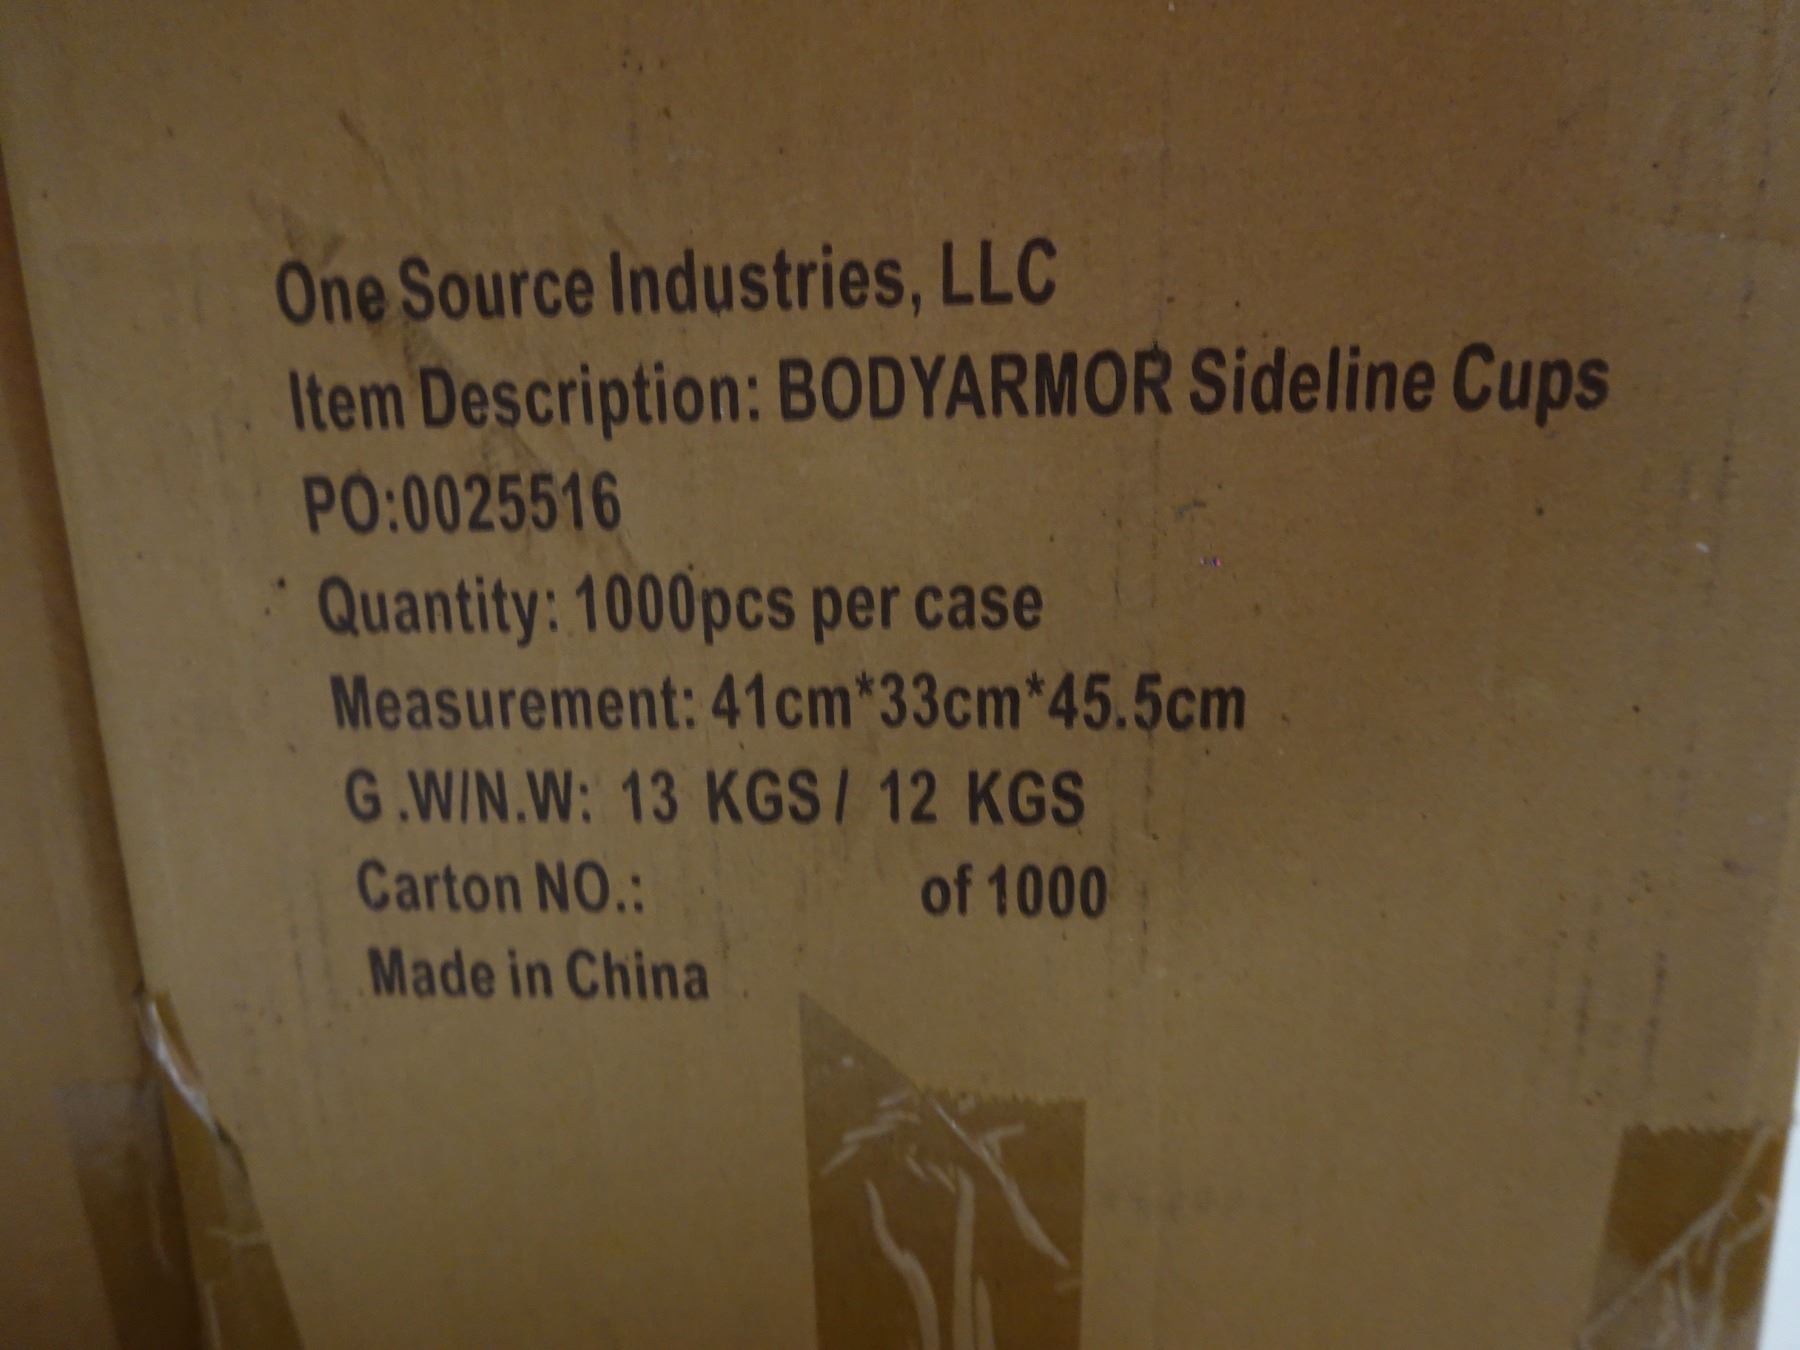 One Source Industries, LLC
Item Description: BODYARMOR Sideline Cups
PO:0025516
Quantity: 1000pcs per case
Measurement: 41cm*33cm*45.5cm
G .W/N.W: 13 KGS / 12 KGS
Carton NO.: of 1000
Made in China